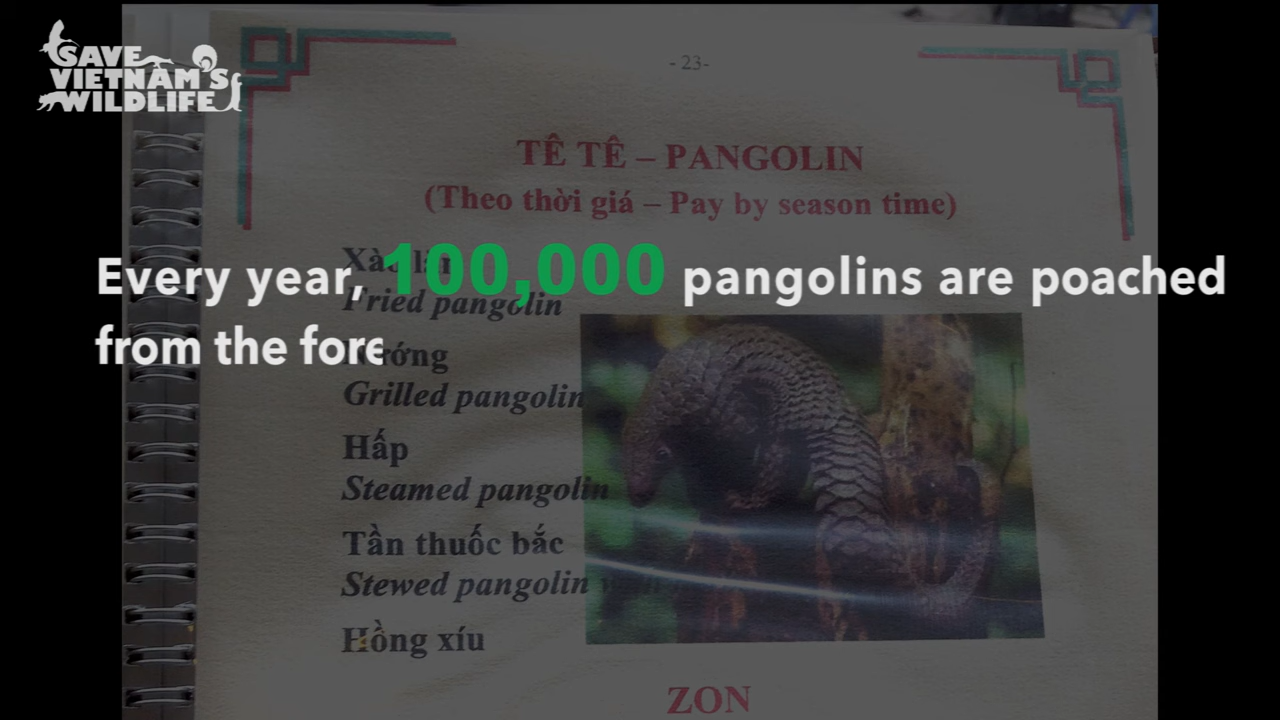 SAVE
VIETNAM'S
WILDLIFE
- 23-
TÊ TÊ – PANGOLIN
(Theo thời giá – Pay by season time)
Every year, 100,000 pangolins are poached
from the fore
Fried pangolin
Grilled pangolin
Hấp
Steamed pangolin
Tần thuốc bắc
Stewed pangolin
Hồng xíu
ZON